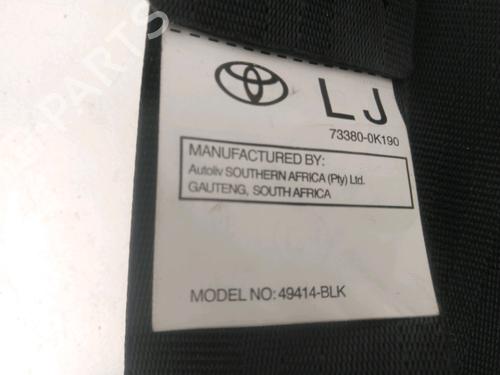 LJ
73380-0K190
MANUFACTURED BY:
Autoliv SOUTHERN AFRICA (Pty) Ltd.
GAUTENG, SOUTH AFRICA
MODEL NO: 49414-BLK